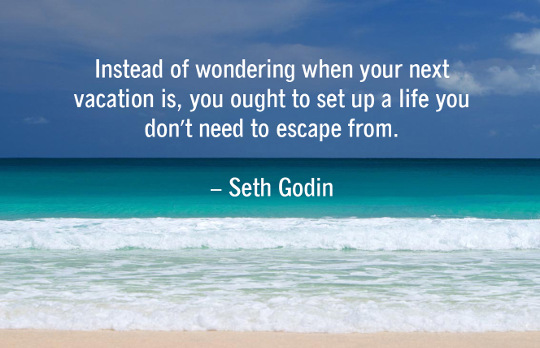 Instead of wondering when your next
vacation is, you ought to set up a life you
don't need to escape from.
– Seth Godin